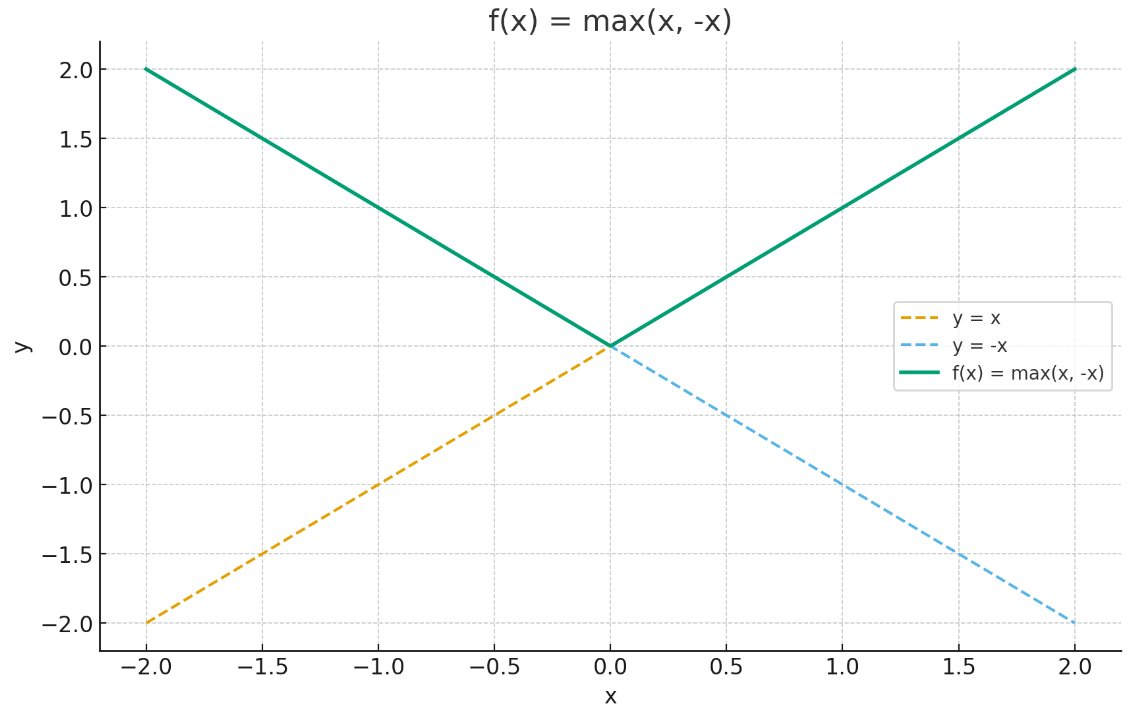 f(x) = max(x, -x)
2.0
1.5
1.0
0.5
0.0
−0.5
−1.0
−1.5
−2.0
y
y = x
y = -x
f(x) = max(x, -x)
−2.0 −1.5 −1.0 −0.5 0.0 0.5 1.0 1.5 2.0
x